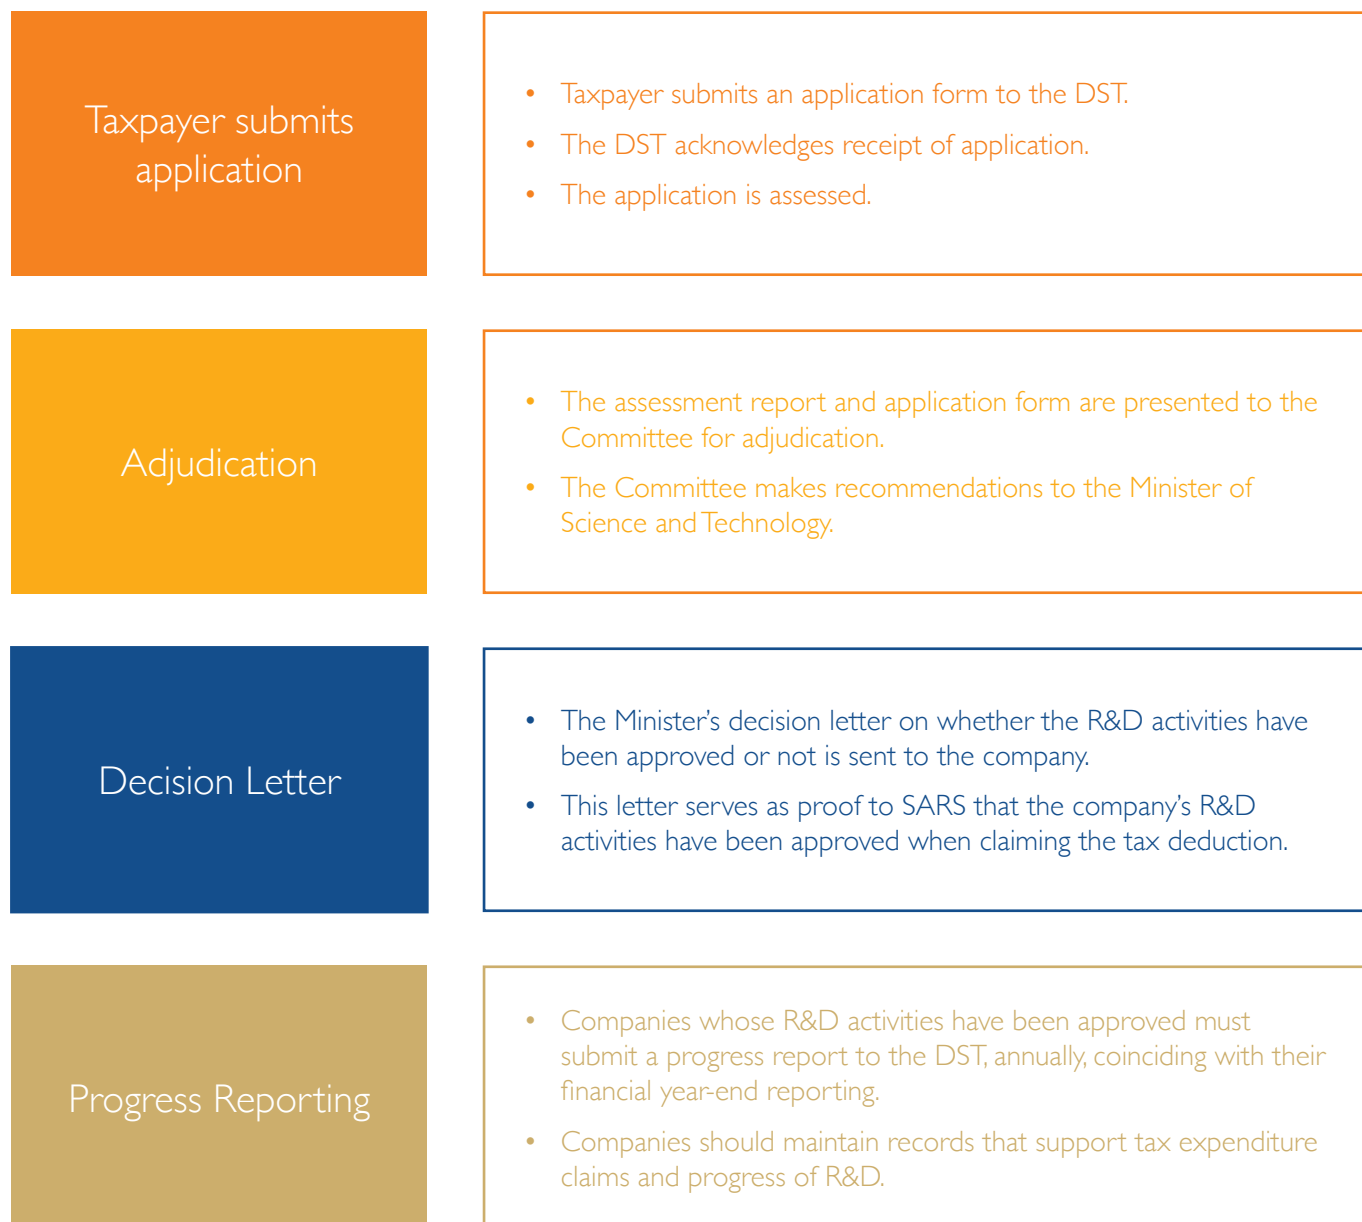 Taxpayer submits
application
• Taxpayer submits an application form to the DST.
• The DST acknowledges receipt of application.
• The application is assessed.
Adjudication
• The assessment report and application form are presented to the
Committee for adjudication.
• The Committee makes recommendations to the Minister of
Science and Technology.
Decision Letter
• The Minister’s decision letter on whether the R&D activities have
been approved or not is sent to the company.
• This letter serves as proof to SARS that the company’s R&D
activities have been approved when claiming the tax deduction.
Progress Reporting
• Companies whose R&D activities have been approved must
submit a progress report to the DST, annually, coinciding with their
financial year-end reporting.
• Companies should maintain records that support tax expenditure
claims and progress of R&D.